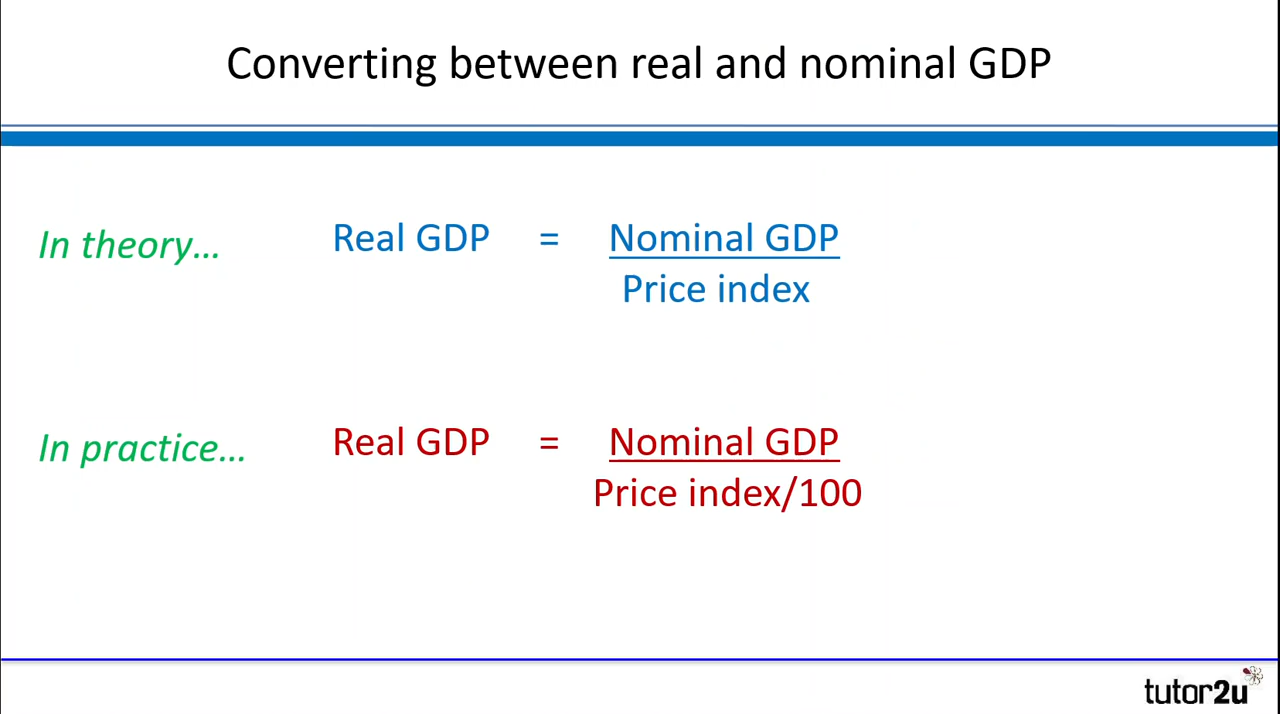 Converting between real and nominal GDP
In theory... Real GDP = Nominal GDP
Price index
In practice... Real GDP = Nominal GDP
Price index/100
tutor2u